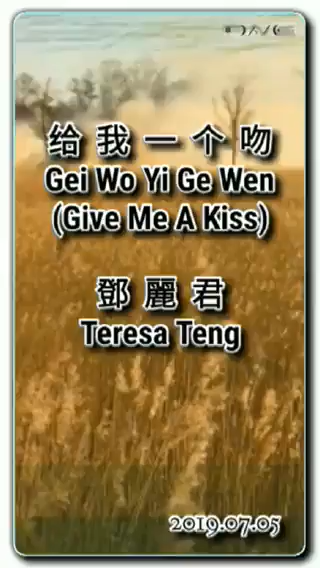 给我一个吻
Gei Wo Yi Ge Wen
(Give Me A Kiss)
鄧麗君
Teresa Teng
2019.07.05